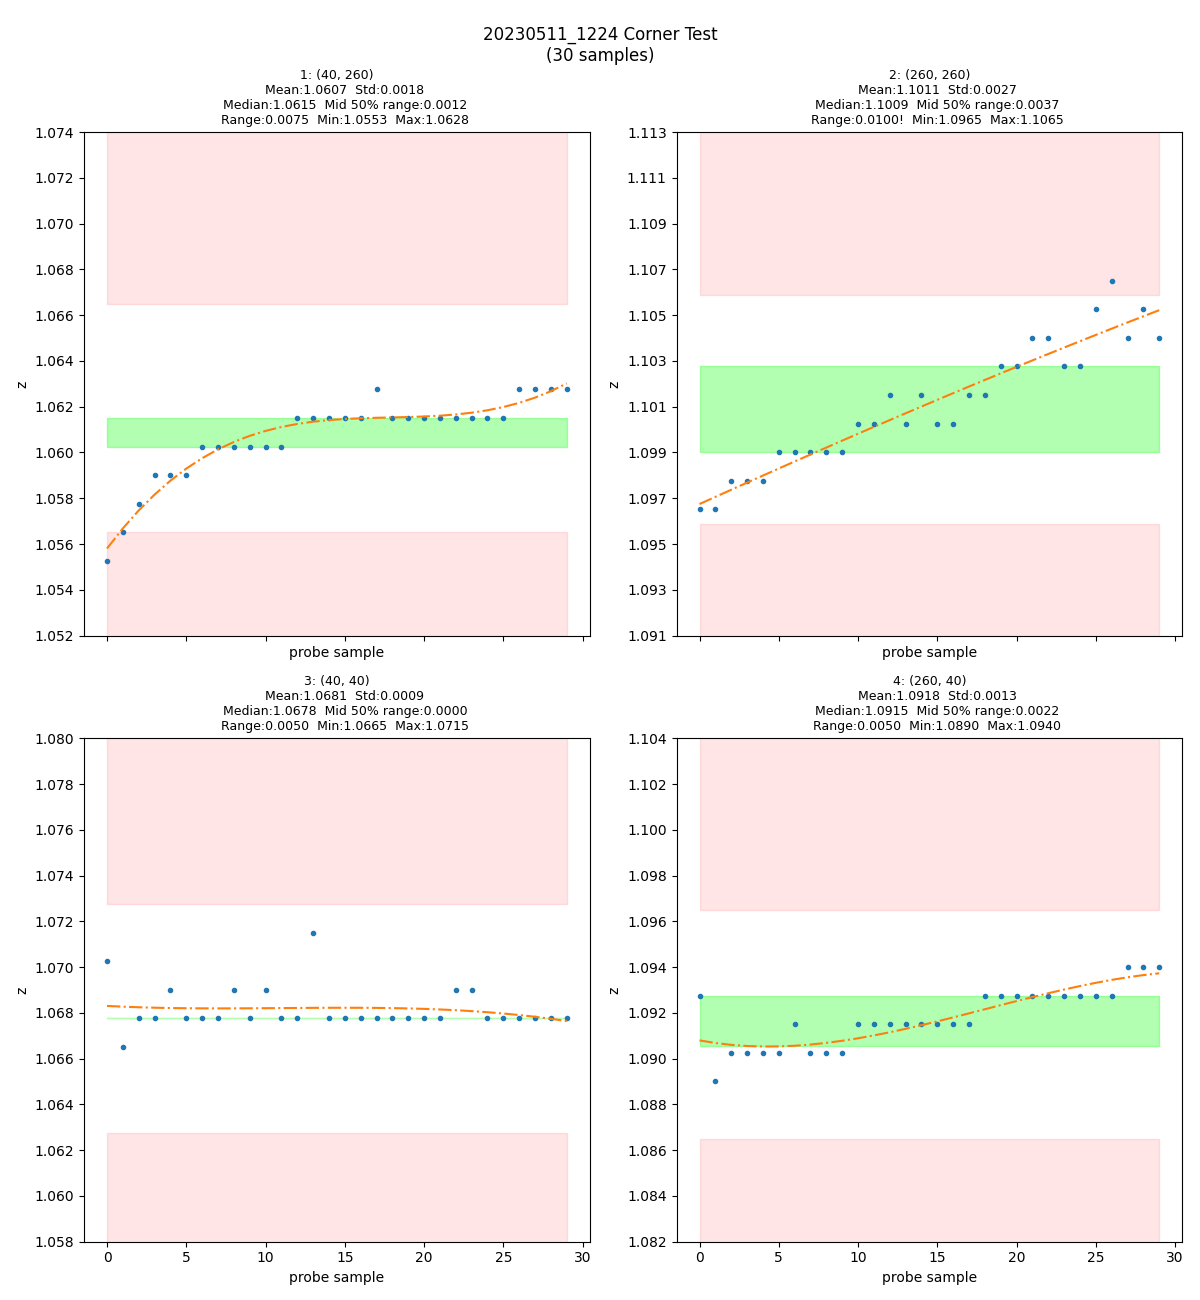 20230511_1224 Corner Test
(30 samples)
1: (40, 260)
Mean:1.0607  Std:0.0018
Median:1.0615  Mid 50% range:0.0012
Range:0.0075  Min:1.0553  Max:1.0628
1.074
1.072
1.070
1.068
1.066
1.064
1.062
1.060
1.058
1.056
1.054
1.052
z
probe sample
2: (260, 260)
Mean:1.1011  Std:0.0027
Median:1.1009  Mid 50% range:0.0037
Range:0.0100!  Min:1.0965  Max:1.1065
1.113
1.111
1.109
1.107
1.105
1.103
1.101
1.099
1.097
1.095
1.093
1.091
z
probe sample
3: (40, 40)
Mean:1.0681  Std:0.0009
Median:1.0678  Mid 50% range:0.0000
Range:0.0050  Min:1.0665  Max:1.0715
1.080
1.078
1.076
1.074
1.072
1.070
1.068
1.066
1.064
1.062
1.060
1.058
z
0 5 10 15 20 25 30
probe sample
4: (260, 40)
Mean:1.0918  Std:0.0013
Median:1.0915  Mid 50% range:0.0022
Range:0.0050  Min:1.0890  Max:1.0940
1.104
1.102
1.100
1.098
1.096
1.094
1.092
1.090
1.088
1.086
1.084
1.082
z
0 5 10 15 20 25 30
probe sample